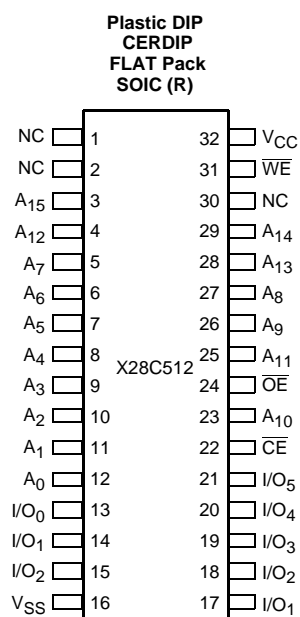 Plastic DIP
CERDIP
FLAT Pack
SOIC (R)
NC 1 32 VCC
NC 2 31 WE
A15 3 30 NC
A12 4 29 A14
A7 5 28 A13
A6 6 27 A8
A5 7 26 A9
A4 8 25 A11
X28C512
A3 9 24 OE
A2 10 23 A10
A1 11 22 CE
A0 12 21 I/O5
I/O0 13 20 I/O4
I/O1 14 19 I/O3
I/O2 15 18 I/O2
VSS 16 17 I/O1